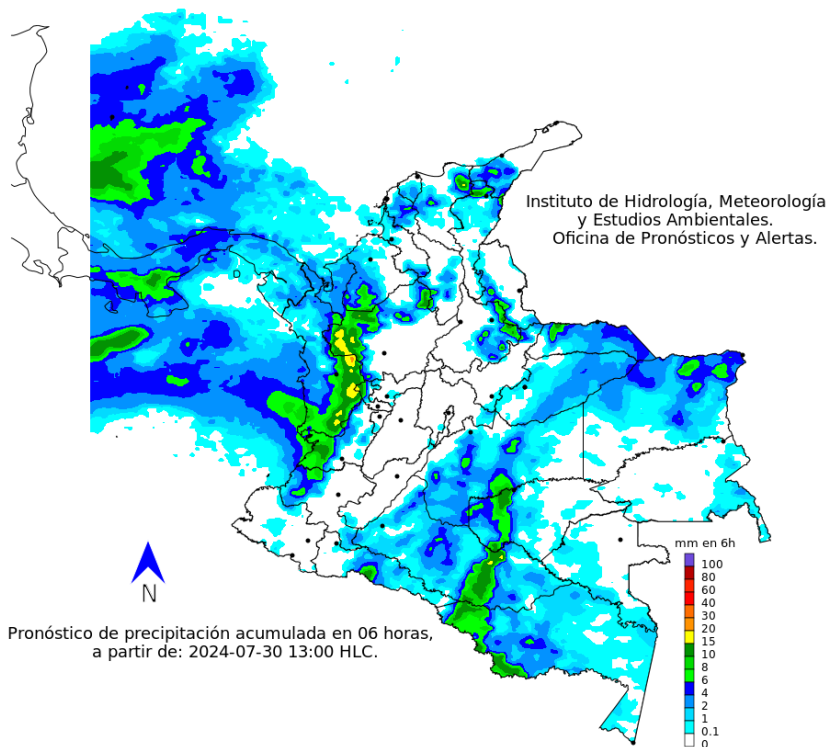 Instituto de Hidrología, Meteorología
y Estudios Ambientales.
Oficina de Pronósticos y Alertas.
mm en 6h
100
80
60
40
30
20
15
10
8
6
4
2
1
0.1
0
N
Pronóstico de precipitación acumulada en 06 horas,
a partir de: 2024-07-30 13:00 HLC.